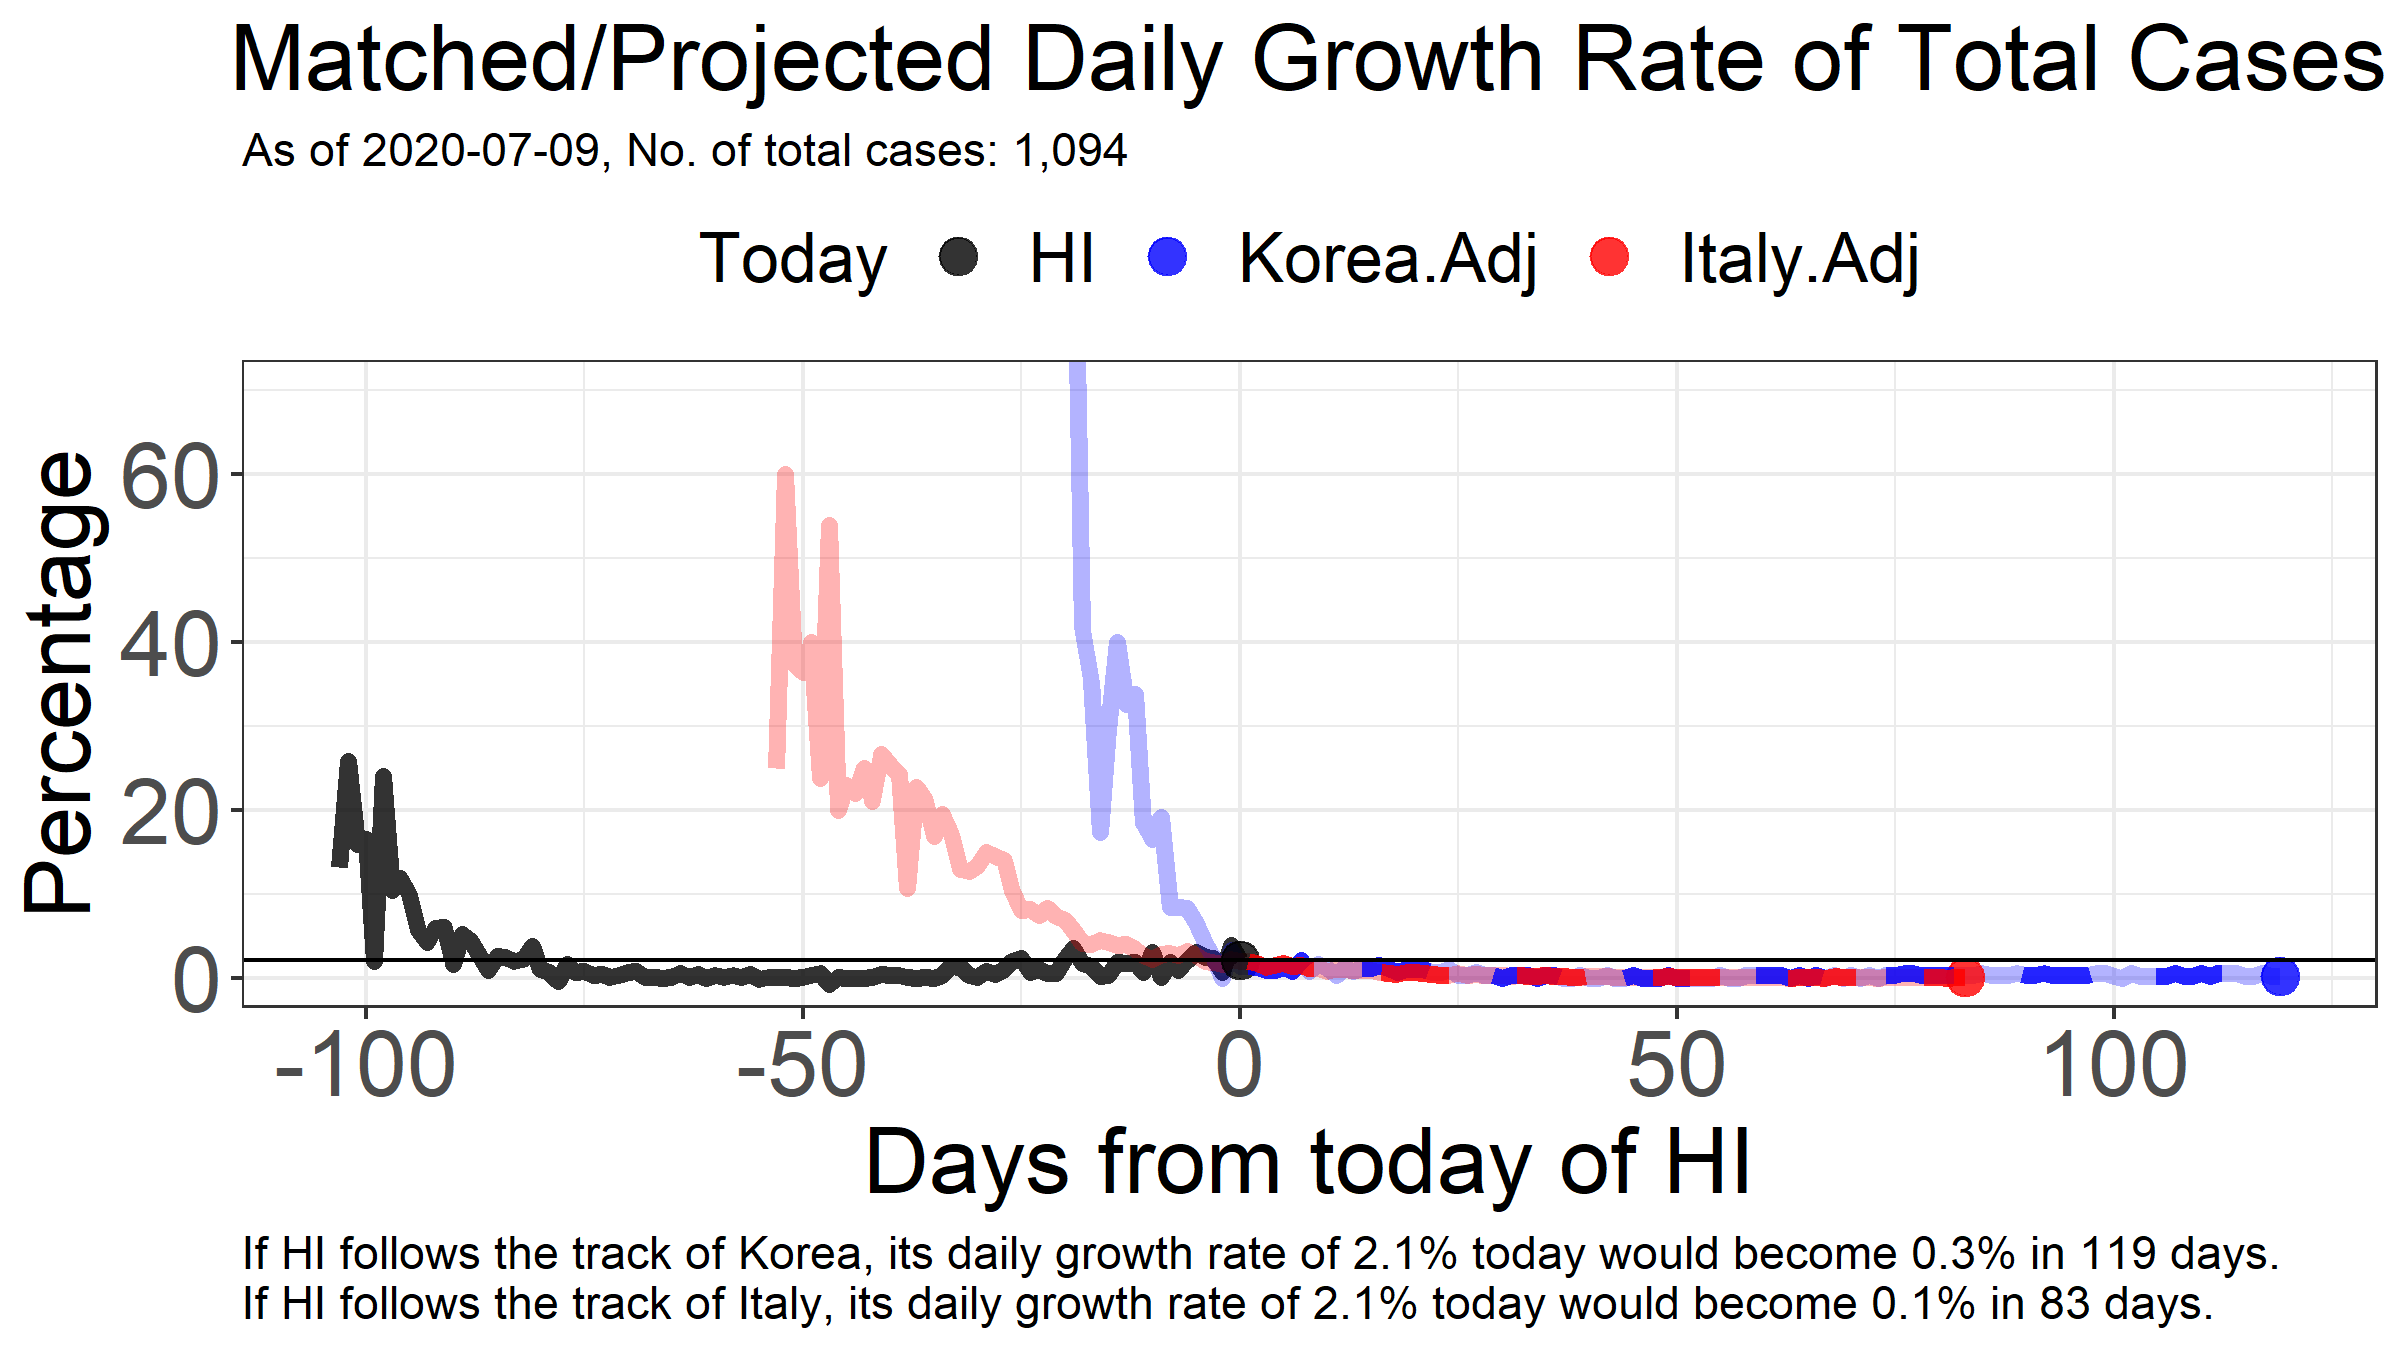 Matched/Projected Daily Growth Rate of Total Cases
As of 2020-07-09, No. of total cases: 1,094
Today HI Korea.Adj Italy.Adj
Percentage
60
40
20
0
-100 -50 0 50 100
Days from today of HI
If HI follows the track of Korea, its daily growth rate of 2.1% today would become 0.3% in 119 days.
If HI follows the track of Italy, its daily growth rate of 2.1% today would become 0.1% in 83 days.